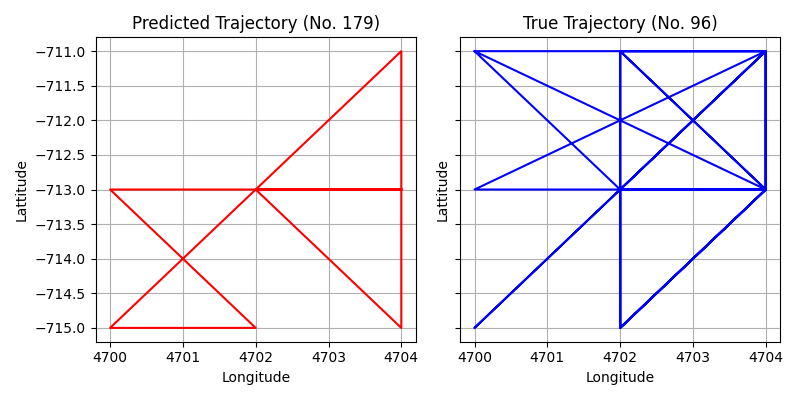 Predicted Trajectory (No. 179)
True Trajectory (No. 96)
Lattitude
−711.0
−711.5
−712.0
−712.5
−713.0
−713.5
−714.0
−714.5
−715.0
4700 4701 4702 4703 4704
Longitude
Lattitude
4700 4701 4702 4703 4704
Longitude